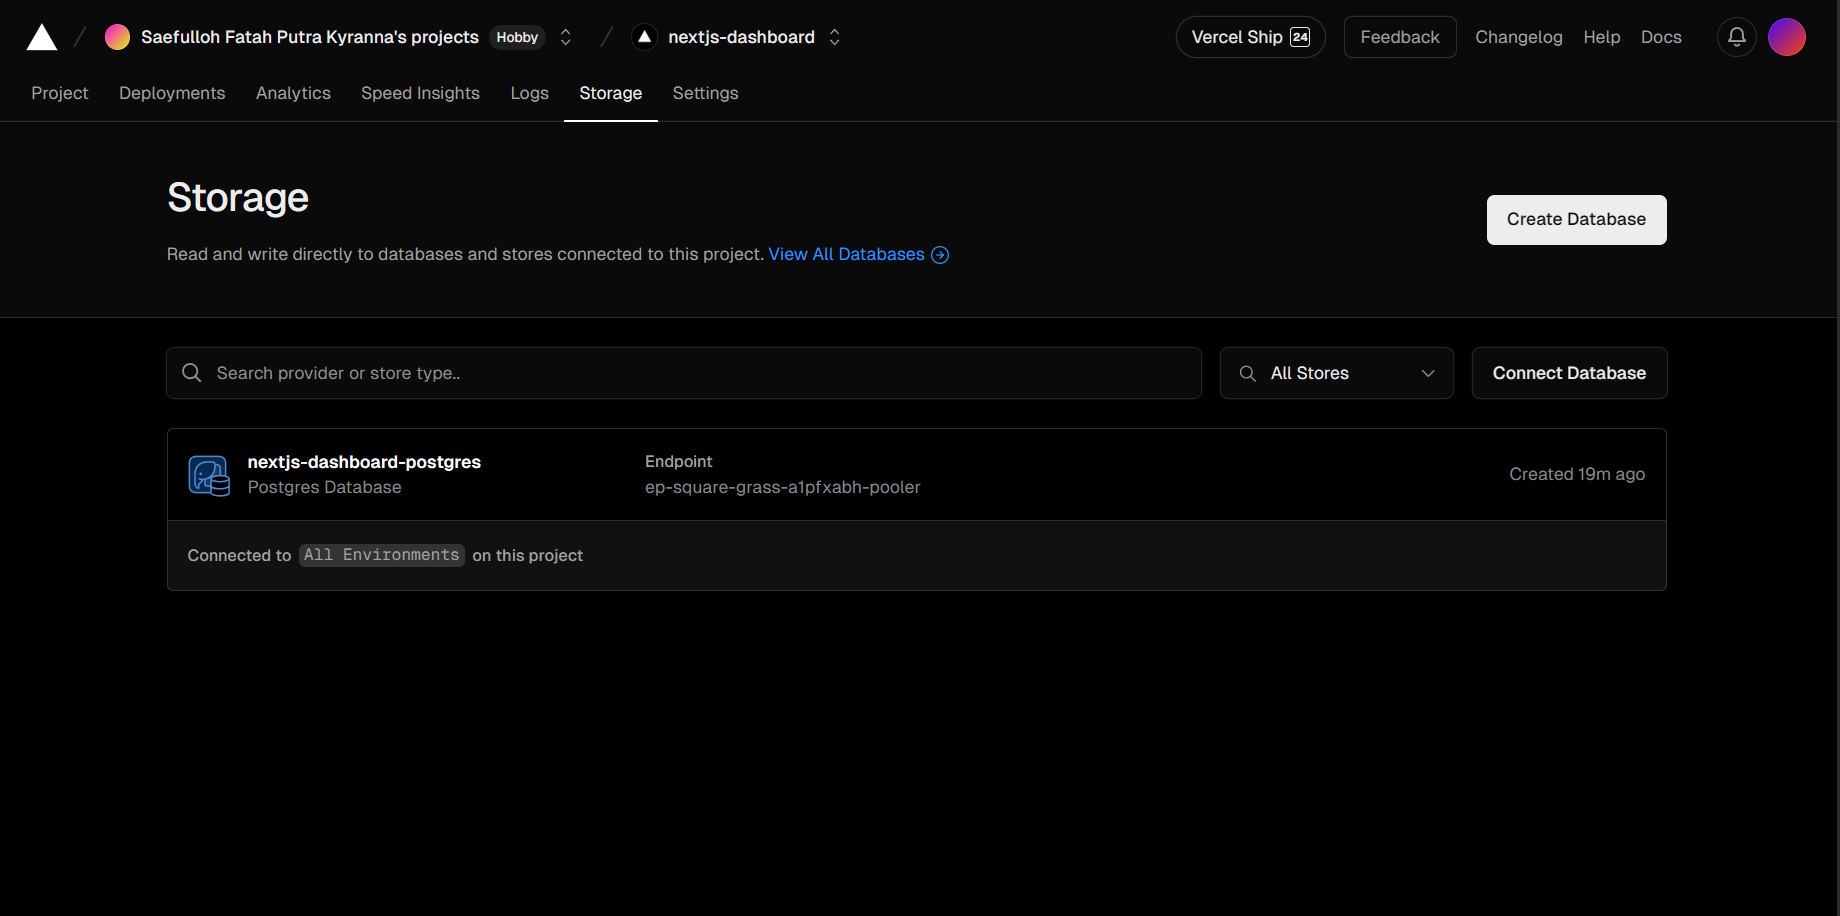 Saefulloh Fatah Putra Kyranna's projects Hobby nextjs-dashboard Vercel Ship 24 Feedback Changelog Help Docs
Project Deployments Analytics Speed Insights Logs Storage Settings
Storage
Create Database
Read and write directly to databases and stores connected to this project. View All Databases
Search provider or store type.. All Stores Connect Database
nextjs-dashboard-postgres Endpoint
Postgres Database ep-square-grass-a1pfxabh-pooler Created 19m ago
Connected to All Environments on this project